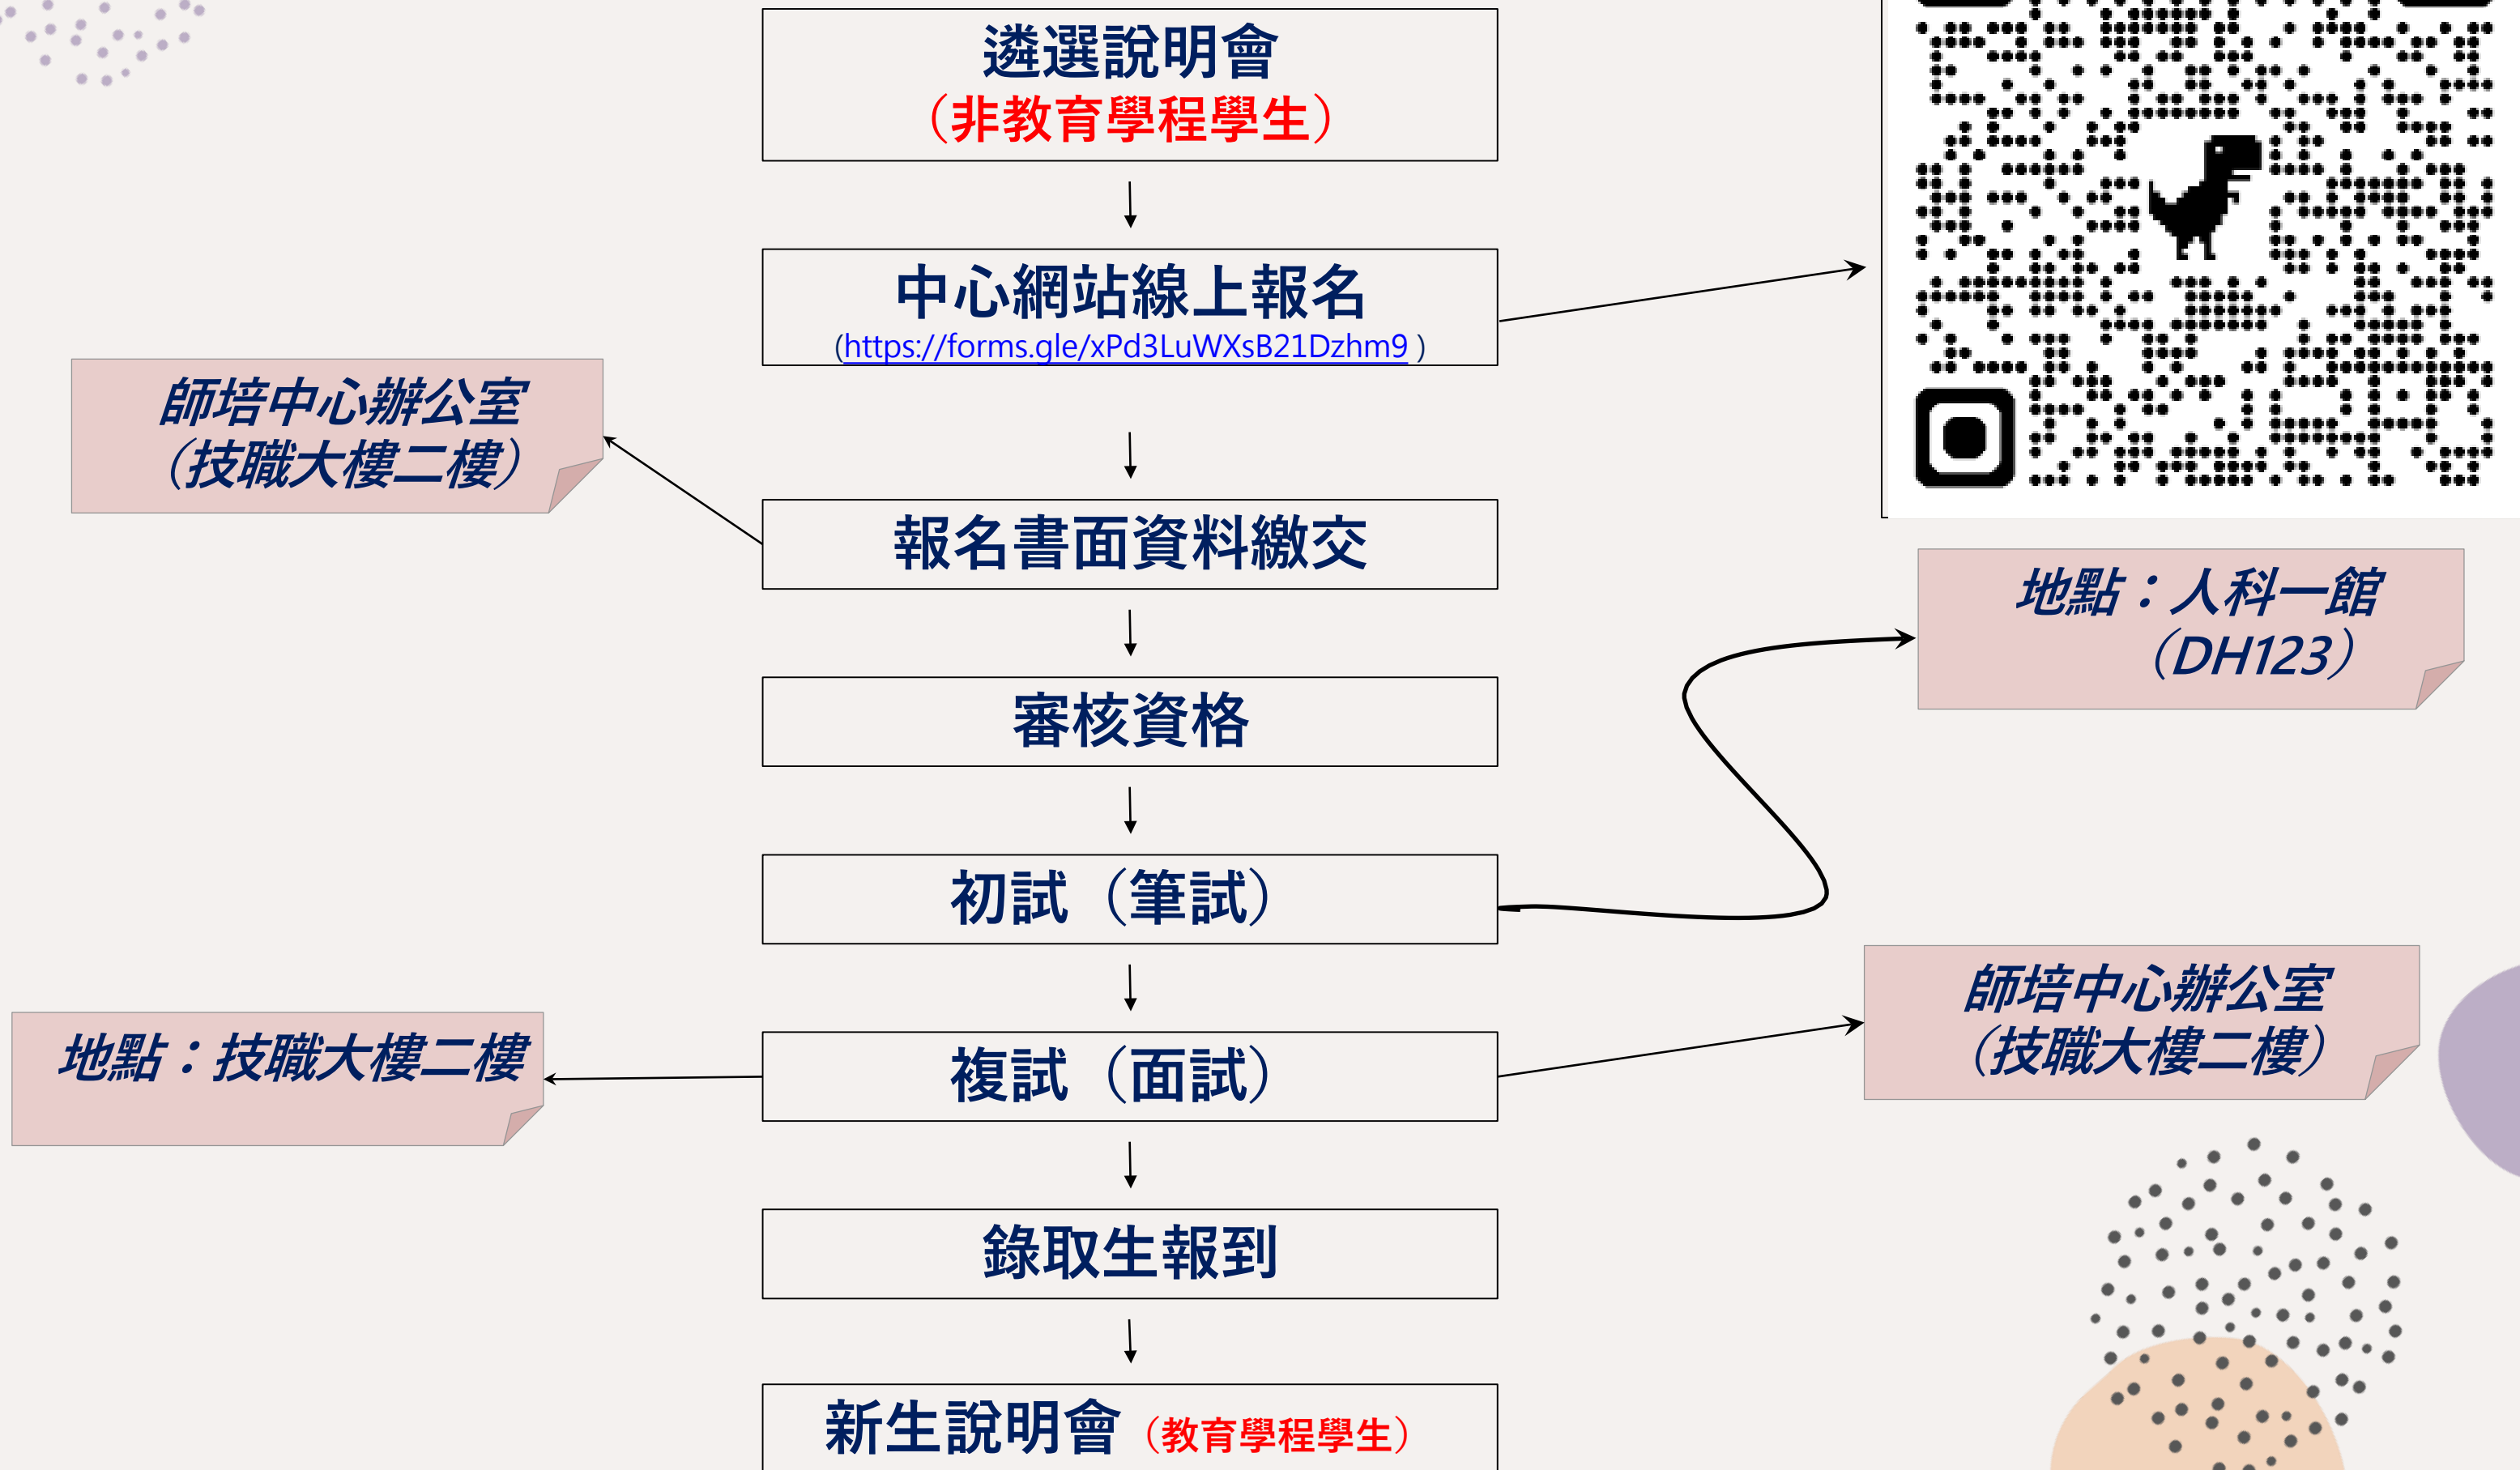 遴選說明會
（非教育學程學生）
中心網站線上報名
(https://forms.gle/xPd3LuWXsB21Dzhm9 )
師培中心辦公室
（技職大樓二樓）
報名書面資料繳交
地點：人科一館
（DH123）
審核資格
初試（筆試）
師培中心辦公室
（技職大樓二樓）
地點：技職大樓二樓
複試（面試）
錄取生報到
新生說明會（教育學程學生）